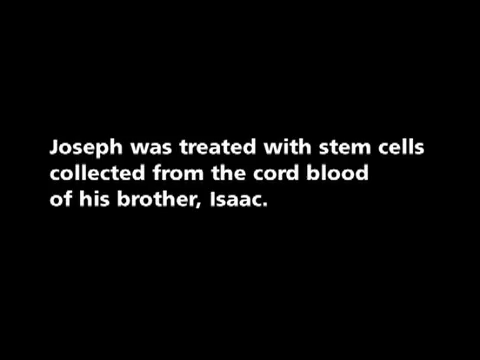 Joseph was treated with stem cells
collected from the cord blood
of his brother, Isaac.